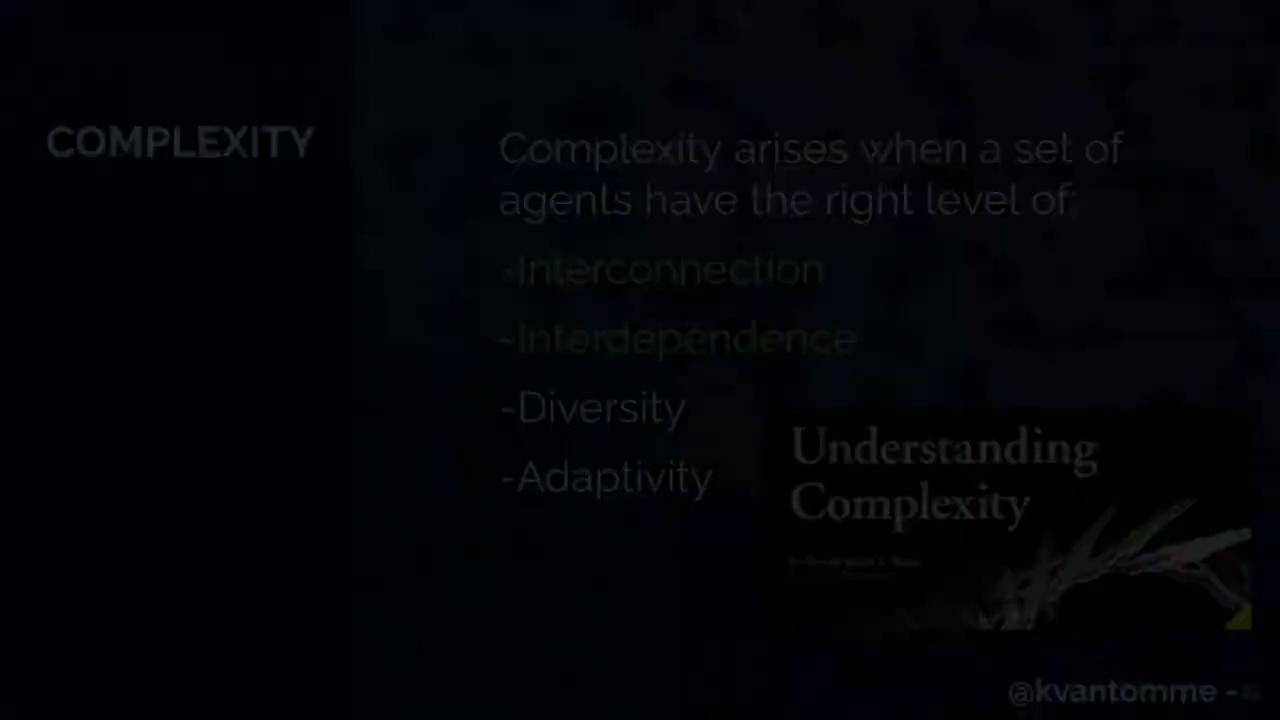 COMPLEXITY
Complexity arises when a set of
agents have the right level of:
-Interconnection
-Interdependence
-Diversity
-Adaptivity
Understanding
Complexity
@kvantomme -